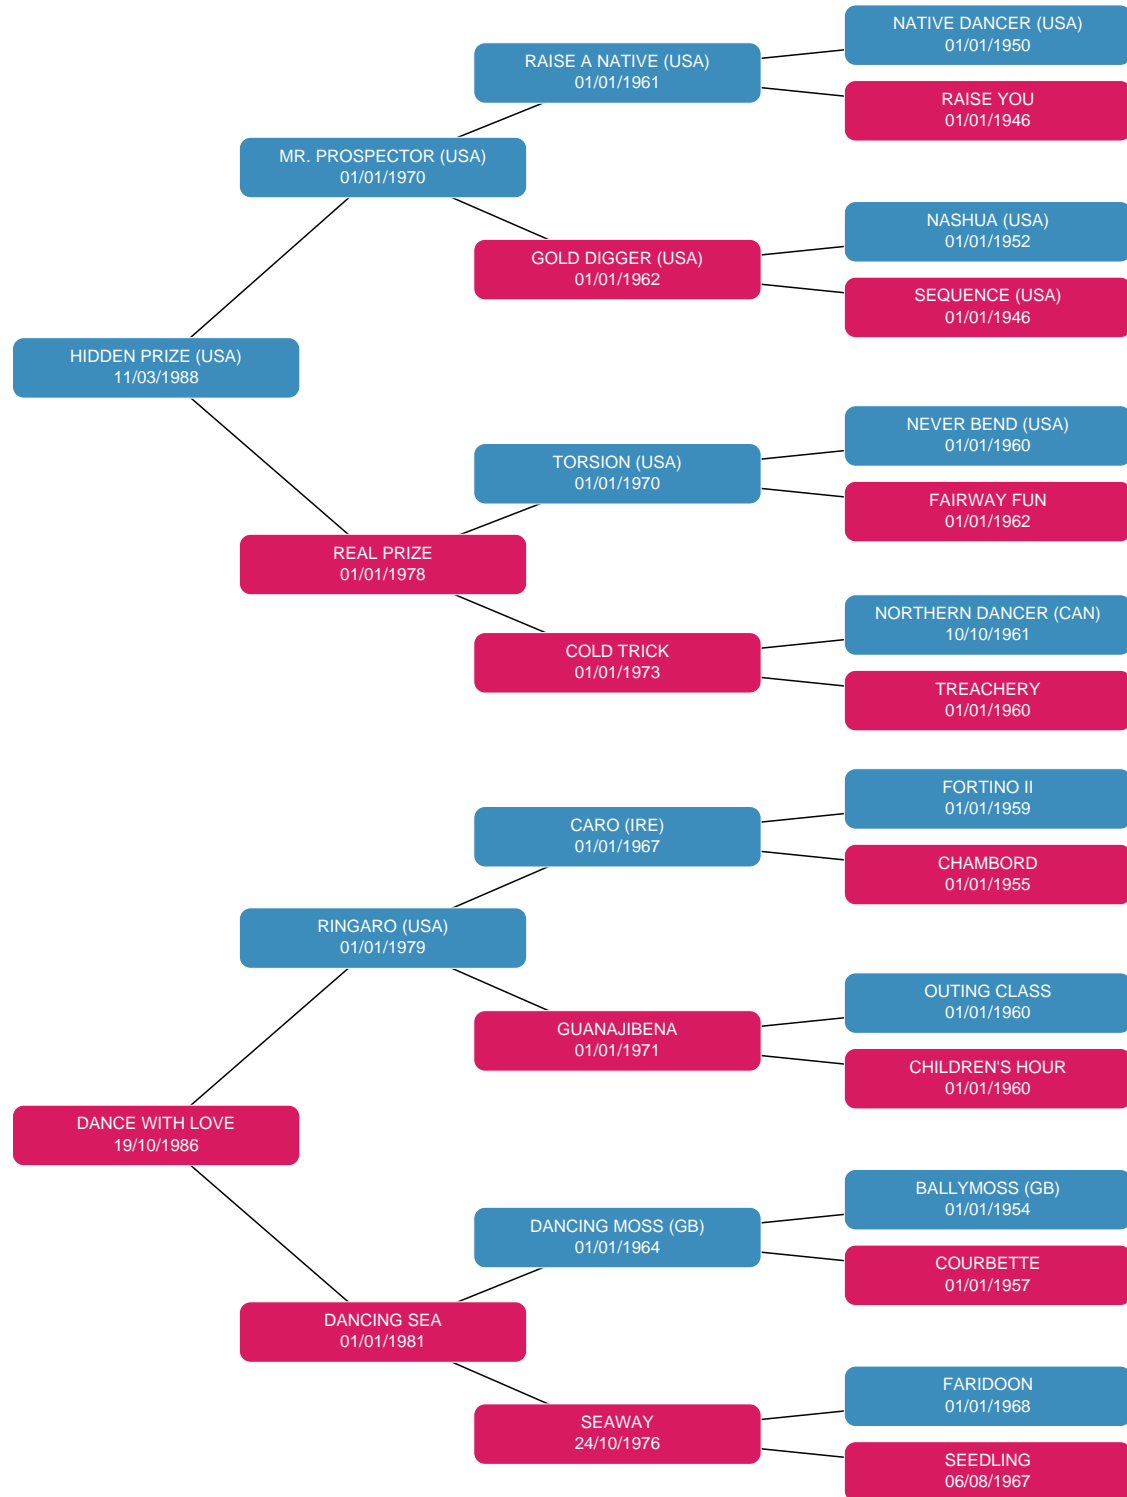 NATIVE DANCER (USA)
01/01/1950
RAISE A NATIVE (USA)
01/01/1961
RAISE YOU
01/01/1946
MR. PROSPECTOR (USA)
01/01/1970
NASHUA (USA)
01/01/1952
GOLD DIGGER (USA)
01/01/1962
SEQUENCE (USA)
01/01/1946
HIDDEN PRIZE (USA)
11/03/1988
NEVER BEND (USA)
01/01/1960
TORSION (USA)
01/01/1970
FAIRWAY FUN
01/01/1962
REAL PRIZE
01/01/1978
NORTHERN DANCER (CAN)
10/10/1961
COLD TRICK
01/01/1973
TREACHERY
01/01/1960
FORTINO II
01/01/1959
CARO (IRE)
01/01/1967
CHAMBORD
01/01/1955
RINGARO (USA)
01/01/1979
OUTING CLASS
01/01/1960
GUANAJIBENA
01/01/1971
CHILDREN'S HOUR
01/01/1960
DANCE WITH LOVE
19/10/1986
BALLYMOSS (GB)
01/01/1954
DANCING MOSS (GB)
01/01/1964
COURBETTE
01/01/1957
DANCING SEA
01/01/1981
FARIDOON
01/01/1968
SEAWAY
24/10/1976
SEEDLING
06/08/1967